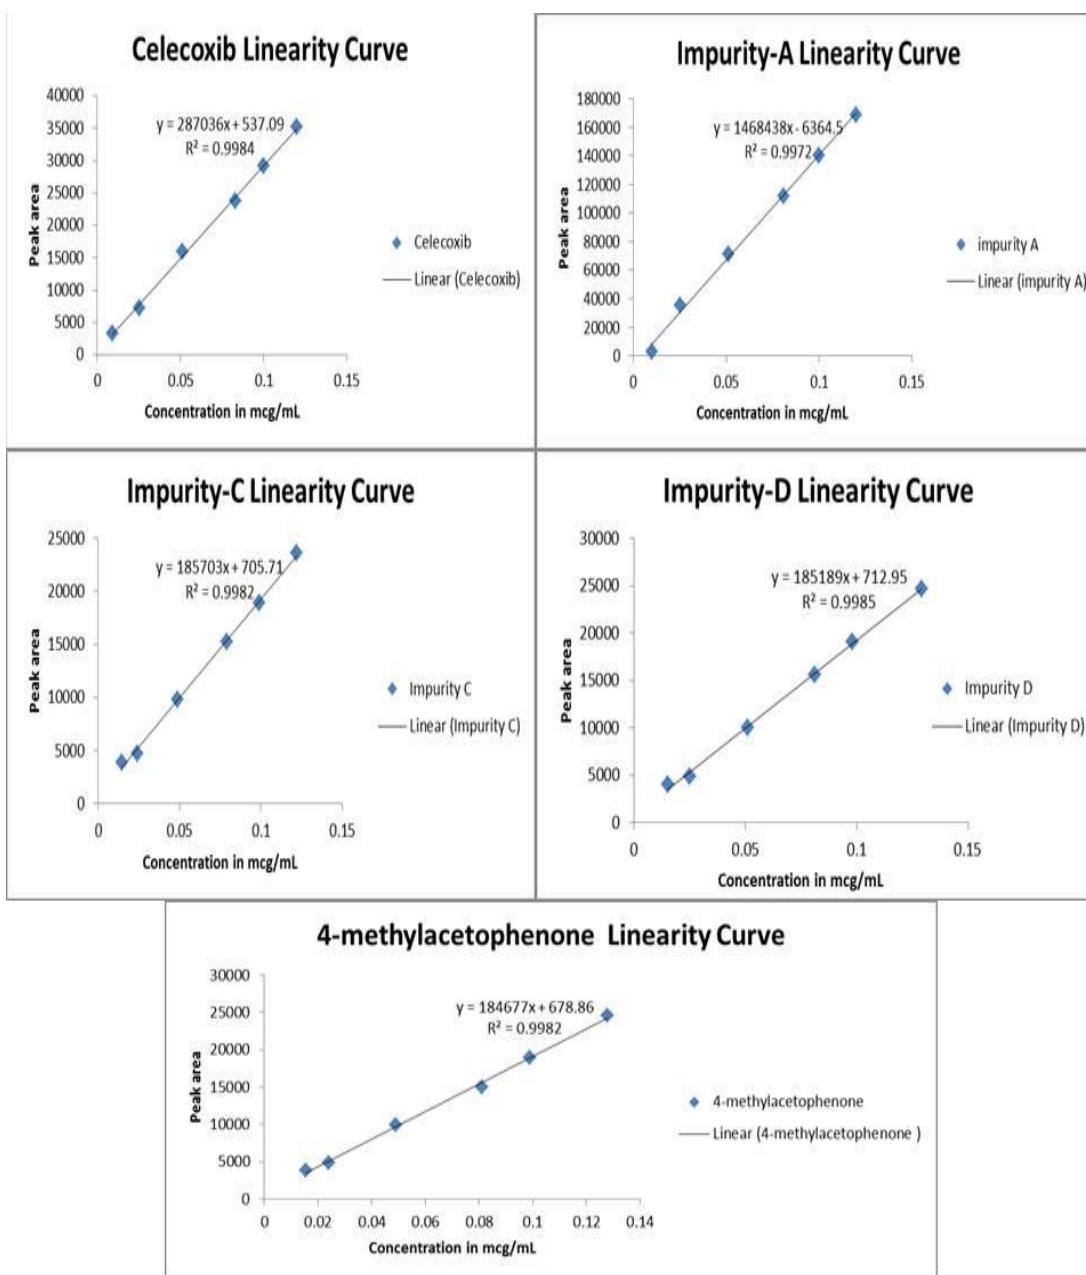 Celecoxib Linearity Curve
40000
35000
30000
25000
20000
15000
10000
5000
0
Peak area
y = 287036x + 537.09
R² = 0.9984
Celecoxib
Linear (Celecoxib)
0 0.05 0.1 0.15
Concentration in mcg/mL
Impurity-A Linearity Curve
180000
160000
140000
120000
100000
80000
60000
40000
20000
0
Peak area
y = 1468438x - 6364.5
R² = 0.9972
impurity A
Linear (impurity A)
0 0.05 0.1 0.15
Concentration in mcg/mL
Impurity-C Linearity Curve
25000
20000
15000
10000
5000
0
Peak area
y = 185703x + 705.71
R² = 0.9982
Impurity C
Linear (Impurity C)
0 0.05 0.1 0.15
Concentration in mcg/mL
Impurity-D Linearity Curve
30000
25000
20000
15000
10000
5000
0
Peak area
y = 185189x + 712.95
R² = 0.9985
Impurity D
Linear (Impurity D)
0 0.05 0.1 0.15
Concentration in mcg/mL
4-methylacetophenone Linearity Curve
30000
25000
20000
15000
10000
5000
0
Peak area
y = 184677x + 678.86
R² = 0.9982
4-methylacetophenone
Linear (4-methylacetophenone )
0 0.02 0.04 0.06 0.08 0.1 0.12 0.14
Concentration in mcg/mL